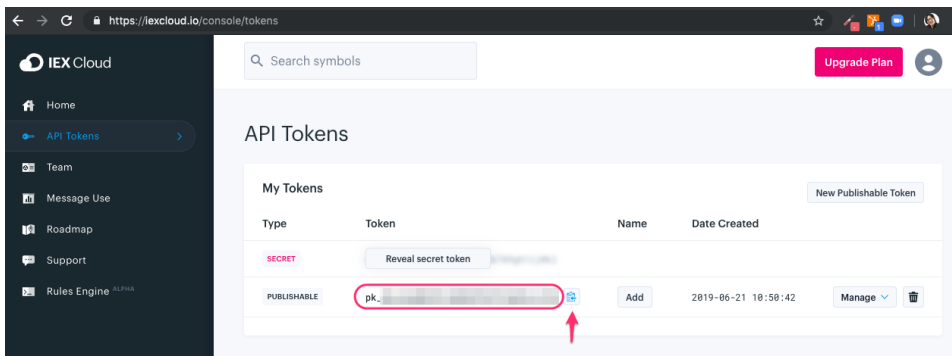 https://iexcloud.io/console/tokens
IEX Cloud
Search symbols
Upgrade Plan
Home
API Tokens
Team
Message Use
Roadmap
Support
Rules Engine ALPHA
API Tokens
My Tokens
New Publishable Token
Type Token Name Date Created
SECRET Reveal secret token
PUBLISHABLE pk_ Add 2019-06-21 10:50:42 Manage